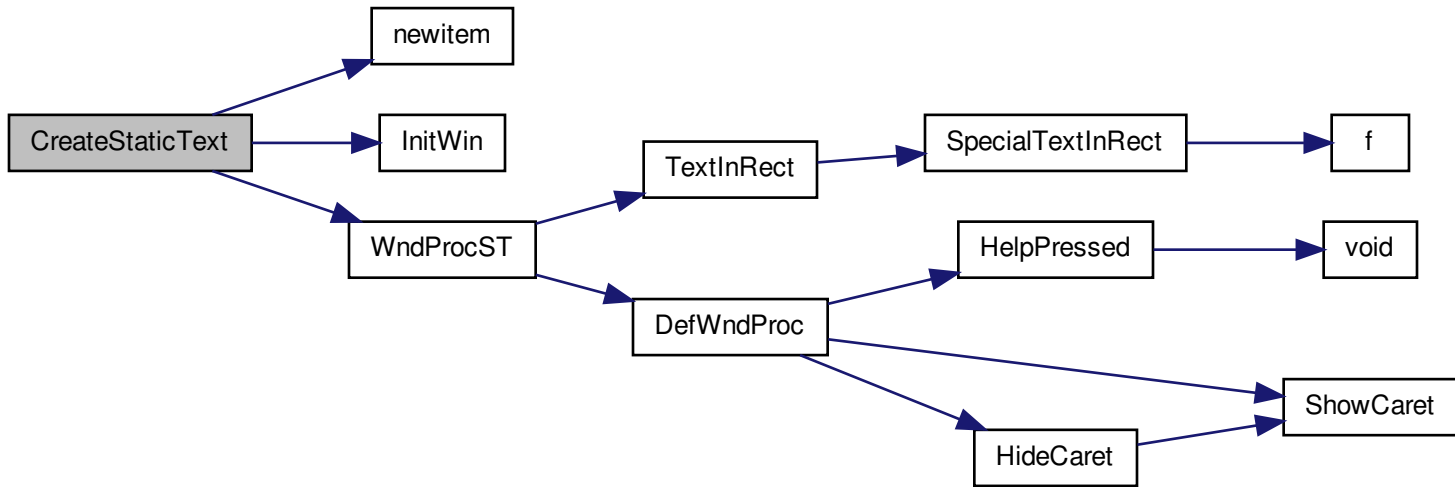 newitem
CreateStaticText
InitWin
SpecialTextInRect
f
TextInRect
WndProcST
HelpPressed
void
DefWndProc
ShowCaret
HideCaret